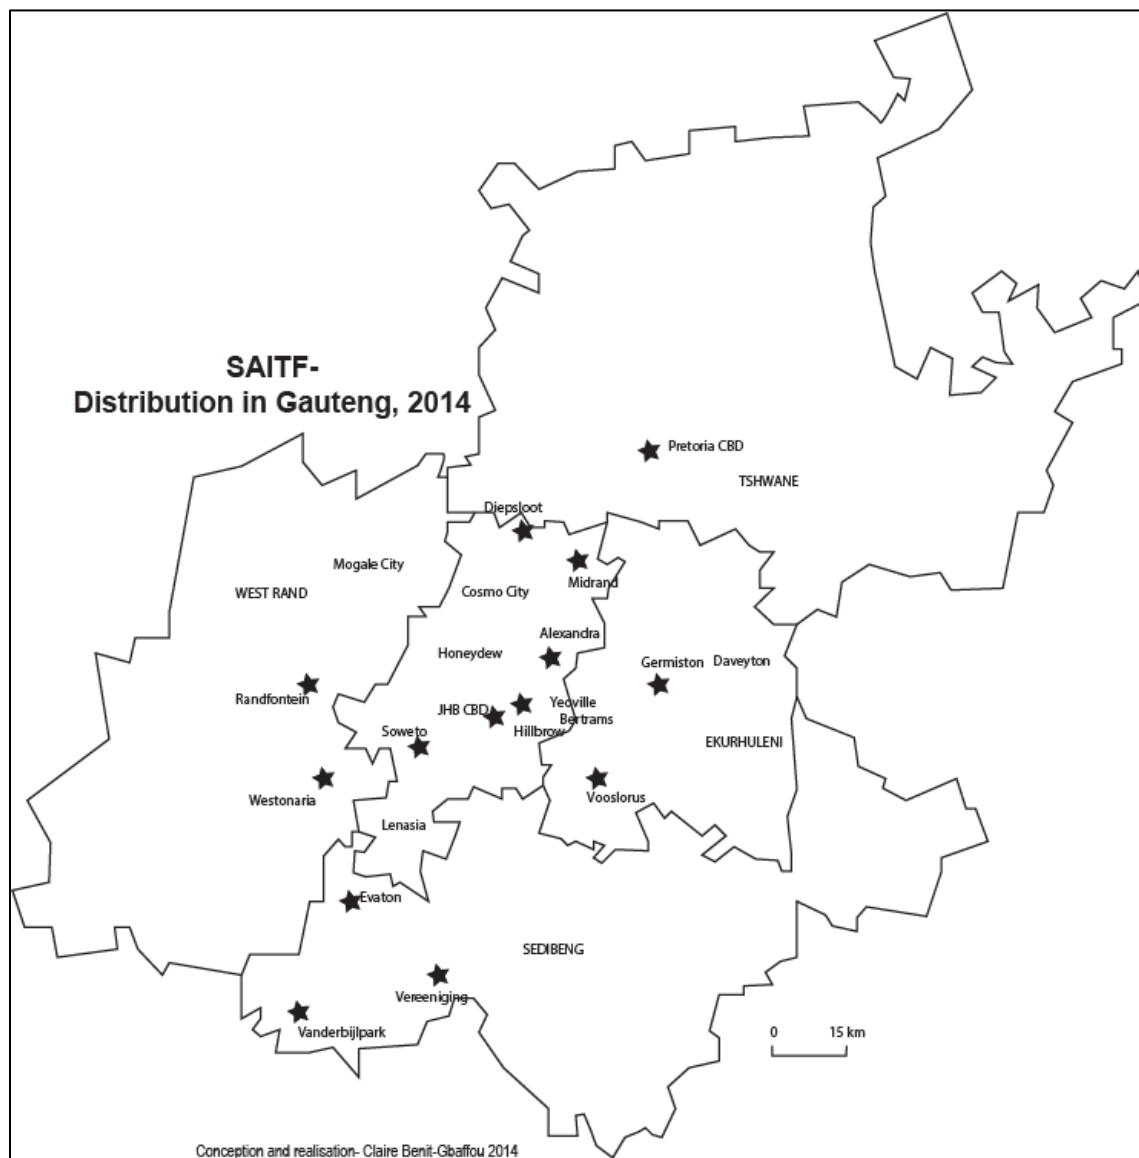 SAITF-
Distribution in Gauteng, 2014
Pretoria CBD
TSHWANE
Diepsloot
Mogale City
Midrand
WEST RAND
Cosmo City
Alexandra
Honeydew
Germiston
Daveyton
Randfontein
Yeoville
JHB CBD
Bertrams
Soweto
Hillbrow
EKURHULENI
Westonaria
Vooslorus
Lenasia
Evaton
SEDIBENG
Vereeniging
Vanderbijlpark
0 15 km
Conception and realisation- Claire Benit-Gbaffou 2014